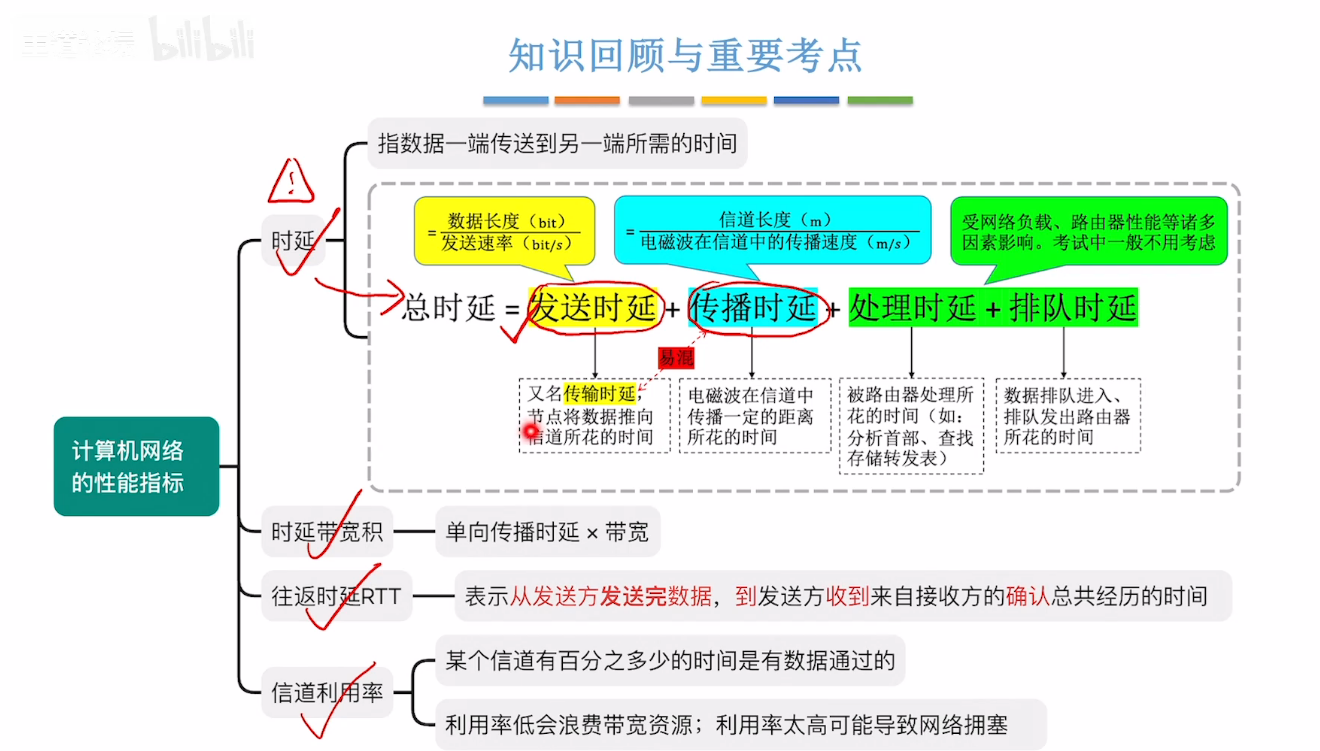 bilibili
知识回顾与重要考点
指数据一端传送到另一端所需的时间
!
时延
= 数据长度（bit）
发送速率（bit/s）
= 信道长度（m）
电磁波在信道中的传播速度（m/s）
受网络负载、路由器性能等诸多
因素影响。考试中一般不用考虑
总时延 = 发送时延 + 传播时延 + 处理时延 + 排队时延
易混
又名传输时延，
节点将数据推向
信道所花的时间
电磁波在信道中
传播一定的距离
所花的时间
被路由器处理所
花的时间（如：
分析首部、查找
存储转发表）
数据排队进入、
排队发出路由器
所花的时间
计算机网络
的性能指标
时延带宽积
单向传播时延 × 带宽
往返时延RTT
表示从发送方发送完数据，到发送方收到来自接收方的确认总共经历的时间
信道利用率
某个信道有百分之多少的时间是有数据通过的
利用率低会浪费带宽资源；利用率太高可能导致网络拥塞